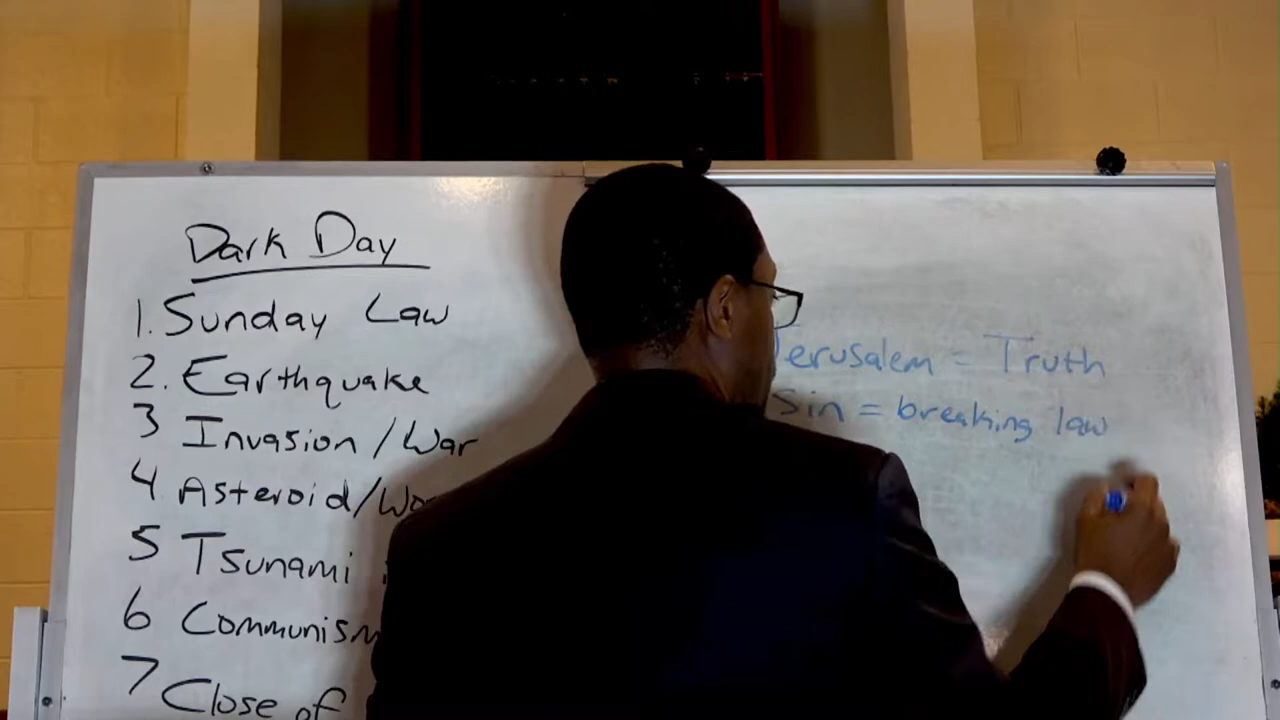 Dark Day
1. Sunday Law
2. Earthquake
3 Invasion / War
4 Asteroid/
5 Tsunami
6 Communism
7 Close of
Jerusalem = Truth
Sin = breaking law